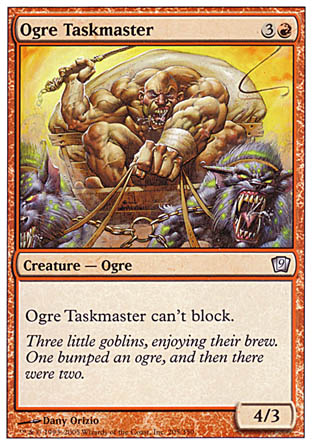 Ogre Taskmaster 3
9
Creature — Ogre
Ogre Taskmaster can't block.
Three little goblins, enjoying their brew.
One bumped an ogre, and then there
were two.
Dany Orizio
4/3